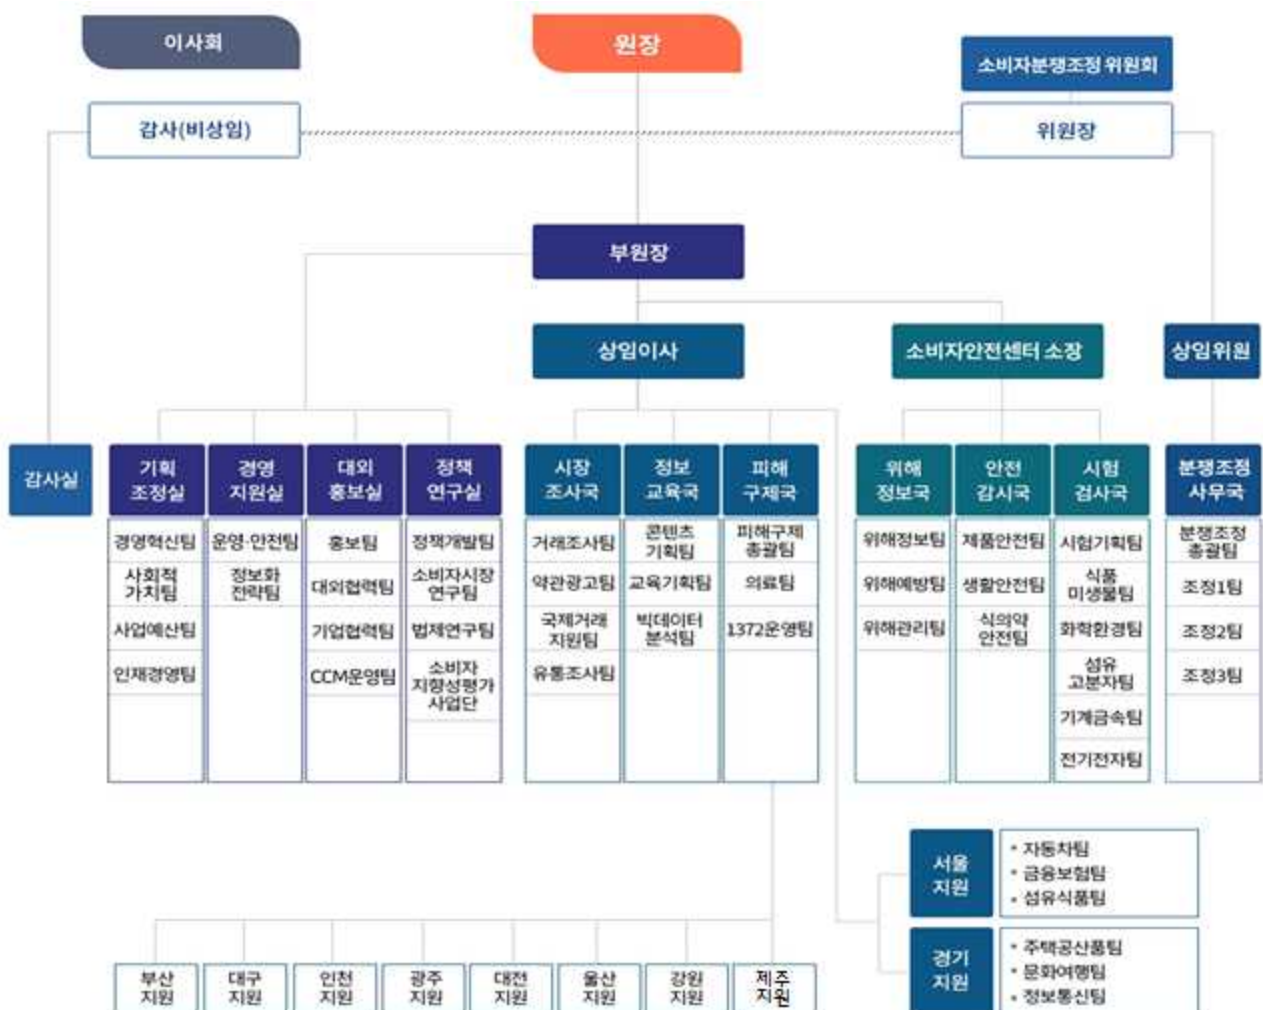 이사회
원장
소비자분쟁조정 위원회
감사(비상임)
위원장
부원장
상임이사
소비자안전센터 소장
상임위원
감사실
기획
조정실
경영혁신팀
사회적
가치팀
사업예산팀
인재경영팀
경영
지원실
운영·안전팀
정보화
전략팀
대외
홍보실
홍보팀
대외협력팀
기업협력팀
CCM운영팀
정책
연구실
정책개발팀
소비자시장
연구팀
법제연구팀
소비자
지향성평가
사업단
시장
조사국
거래조사팀
약관광고팀
국제거래
지원팀
유통조사팀
정보
교육국
콘텐츠
기획팀
교육기획팀
빅데이터
분석팀
피해
구제국
피해구제
총괄팀
의료팀
1372운영팀
위해
정보국
위해정보팀
위해예방팀
위해관리팀
안전
감시국
제품안전팀
생활안전팀
식의약
안전팀
시험
검사국
시험기획팀
식품
미생물팀
화학환경팀
섬유
고분자팀
기계금속팀
전기전자팀
분쟁조정
사무국
분쟁조정
총괄팀
조정1팀
조정2팀
조정3팀
서울
지원
• 자동차팀
• 금융보험팀
• 섬유식품팀
경기
지원
• 주택공산품팀
• 문화여행팀
• 정보통신팀
부산
지원
대구
지원
인천
지원
광주
지원
대전
지원
울산
지원
강원
지원
제주
지원